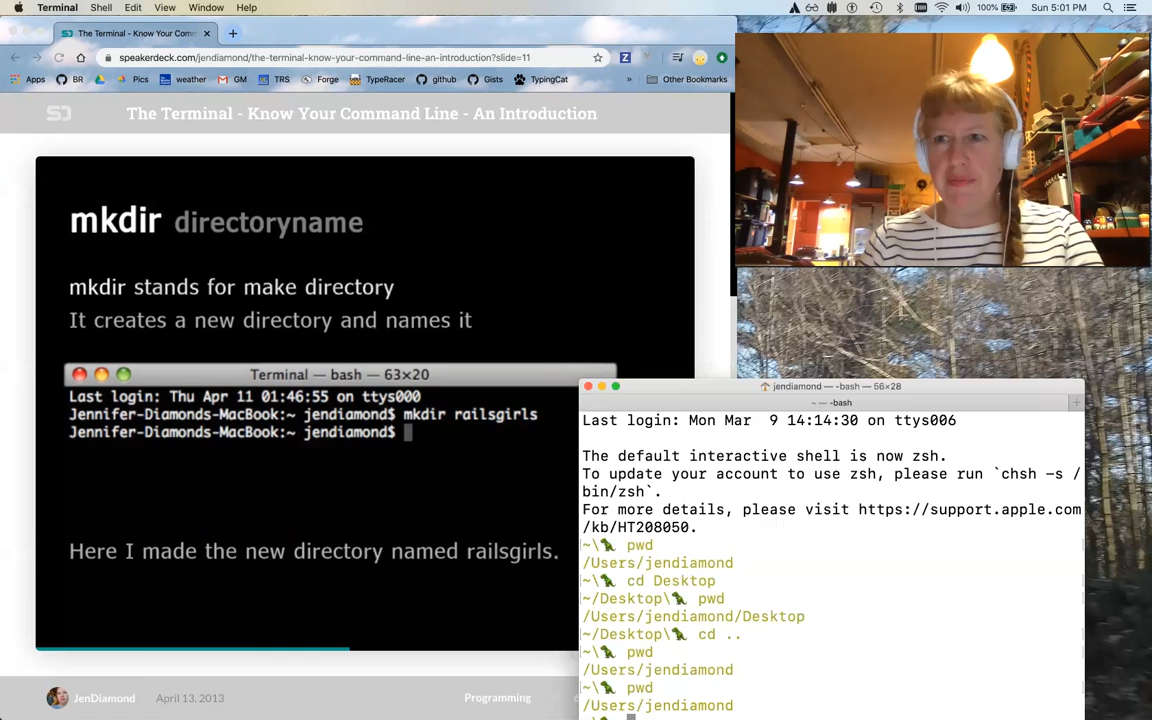 Terminal Shell Edit View Window Help
100% Sun 5:01 PM
The Terminal - Know Your Comm
speakerdeck.com/jendiamond/the-terminal-know-your-command-line-an-introduction?slide=11
Apps BR Pics weather GM TRS Forge TypeRacer github Gists TypingCat » Other Bookmarks
The Terminal - Know Your Command Line - An Introduction
mkdir directoryname
mkdir stands for make directory
It creates a new directory and names it
Terminal — bash — 63×20
Last login: Thu Apr 11 01:46:55 on ttys000
Jennifer-Diamonds-MacBook:~ jendiamond$ mkdir railsgirls
Jennifer-Diamonds-MacBook:~ jendiamond$
Here I made the new directory named railsgirls.
JenDiamond April 13, 2013 Programming
jendiamond — -bash — 56×28
~ — -bash
Last login: Mon Mar  9 14:14:30 on ttys006
The default interactive shell is now zsh.
To update your account to use zsh, please run `chsh -s /
bin/zsh`.
For more details, please visit https://support.apple.com
/kb/HT208050.
~\🦖 pwd
/Users/jendiamond
~\🦖 cd Desktop
~/Desktop\🦖 pwd
/Users/jendiamond/Desktop
~/Desktop\🦖 cd ..
~\🦖 pwd
/Users/jendiamond
~\🦖 pwd
/Users/jendiamond